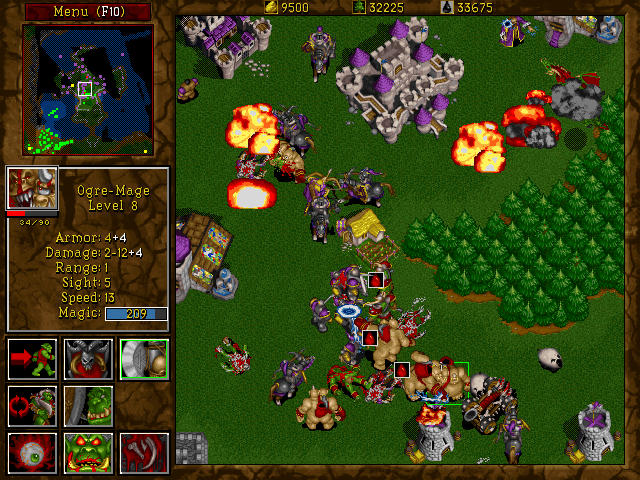 Menu (F10)
9500
32225
33675
Ogre-Mage
Level 8
34/90
Armor: 4+4
Damage: 2-12+4
Range: 1
Sight: 5
Speed: 13
Magic: 209